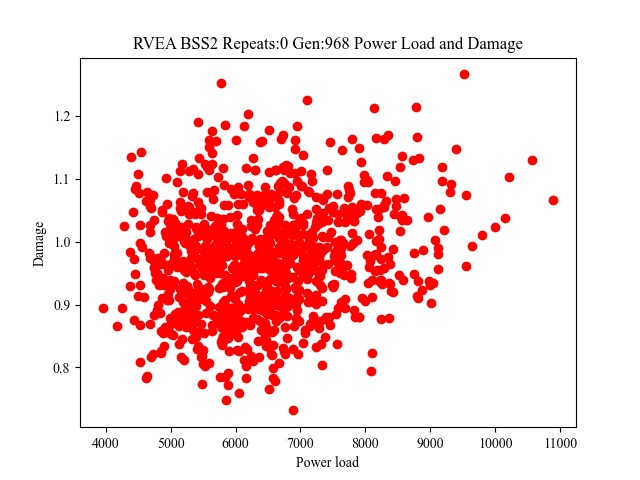 RVEA BSS2 Repeats:0 Gen:968 Power Load and Damage
1.2
1.1
1.0
0.9
0.8
Damage
4000 5000 6000 7000 8000 9000 10000 11000
Power load